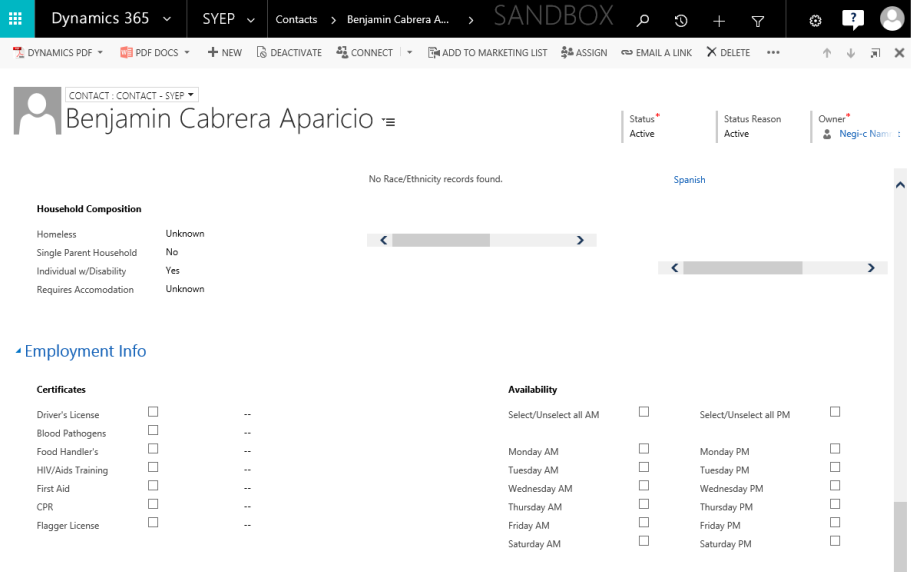 Dynamics 365 SYEP Contacts Benjamin Cabrera A... SANDBOX ?
DYNAMICS PDF PDF DOCS NEW DEACTIVATE CONNECT ADD TO MARKETING LIST ASSIGN EMAIL A LINK DELETE
CONTACT : CONTACT - SYEP
Benjamin Cabrera Aparicio
Status* Status Reason Owner*
Active Active Negi-c Nam
No Race/Ethnicity records found. Spanish
Household Composition
Homeless Unknown
Single Parent Household No
Individual w/Disability Yes
Requires Accomodation Unknown
Employment Info
Certificates Availability
Driver's License -- Select/Unselect all AM Select/Unselect all PM
Blood Pathogens --
Food Handler's -- Monday AM Monday PM
HIV/Aids Training -- Tuesday AM Tuesday PM
First Aid -- Wednesday AM Wednesday PM
CPR -- Thursday AM Thursday PM
Flagger License -- Friday AM Friday PM
Saturday AM Saturday PM